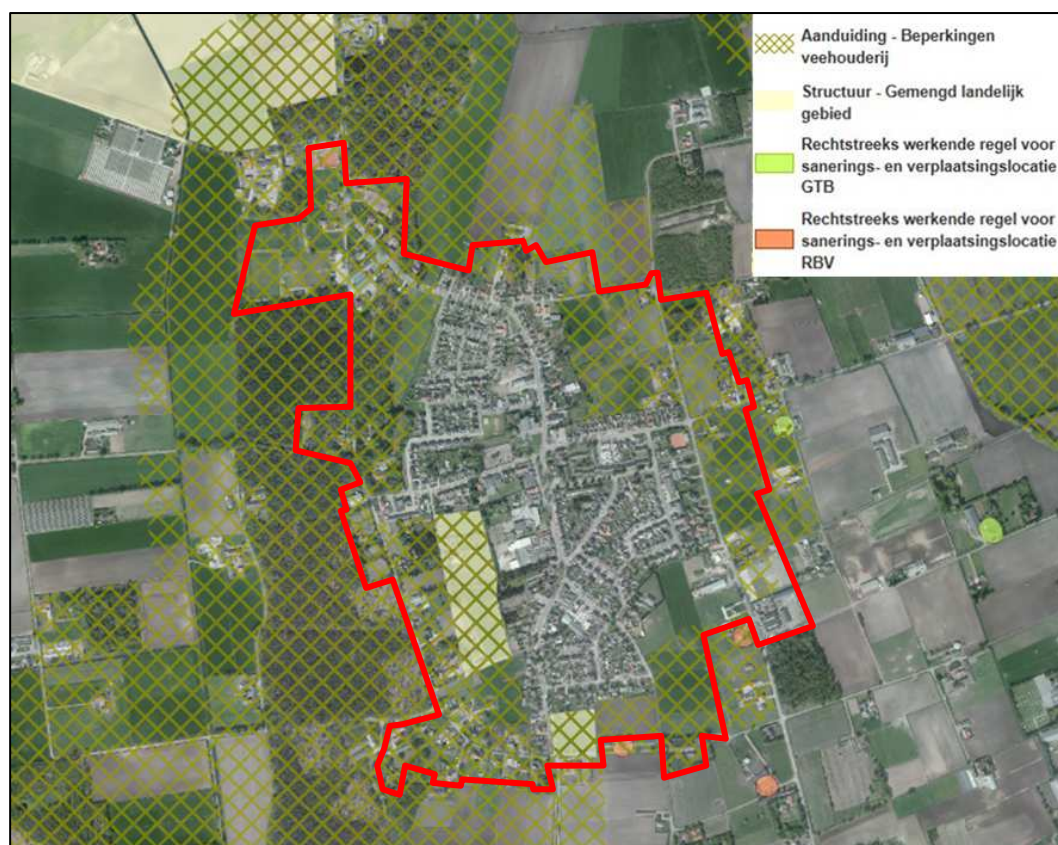 Aanduiding - Beperkingen
veehouderij
Structuur - Gemengd landelijk
gebied
Rechtstreeks werkende regel voor
sanerings- en verplaatsingslocatie
GTB
Rechtstreeks werkende regel voor
sanerings- en verplaatsingslocatie
RBV